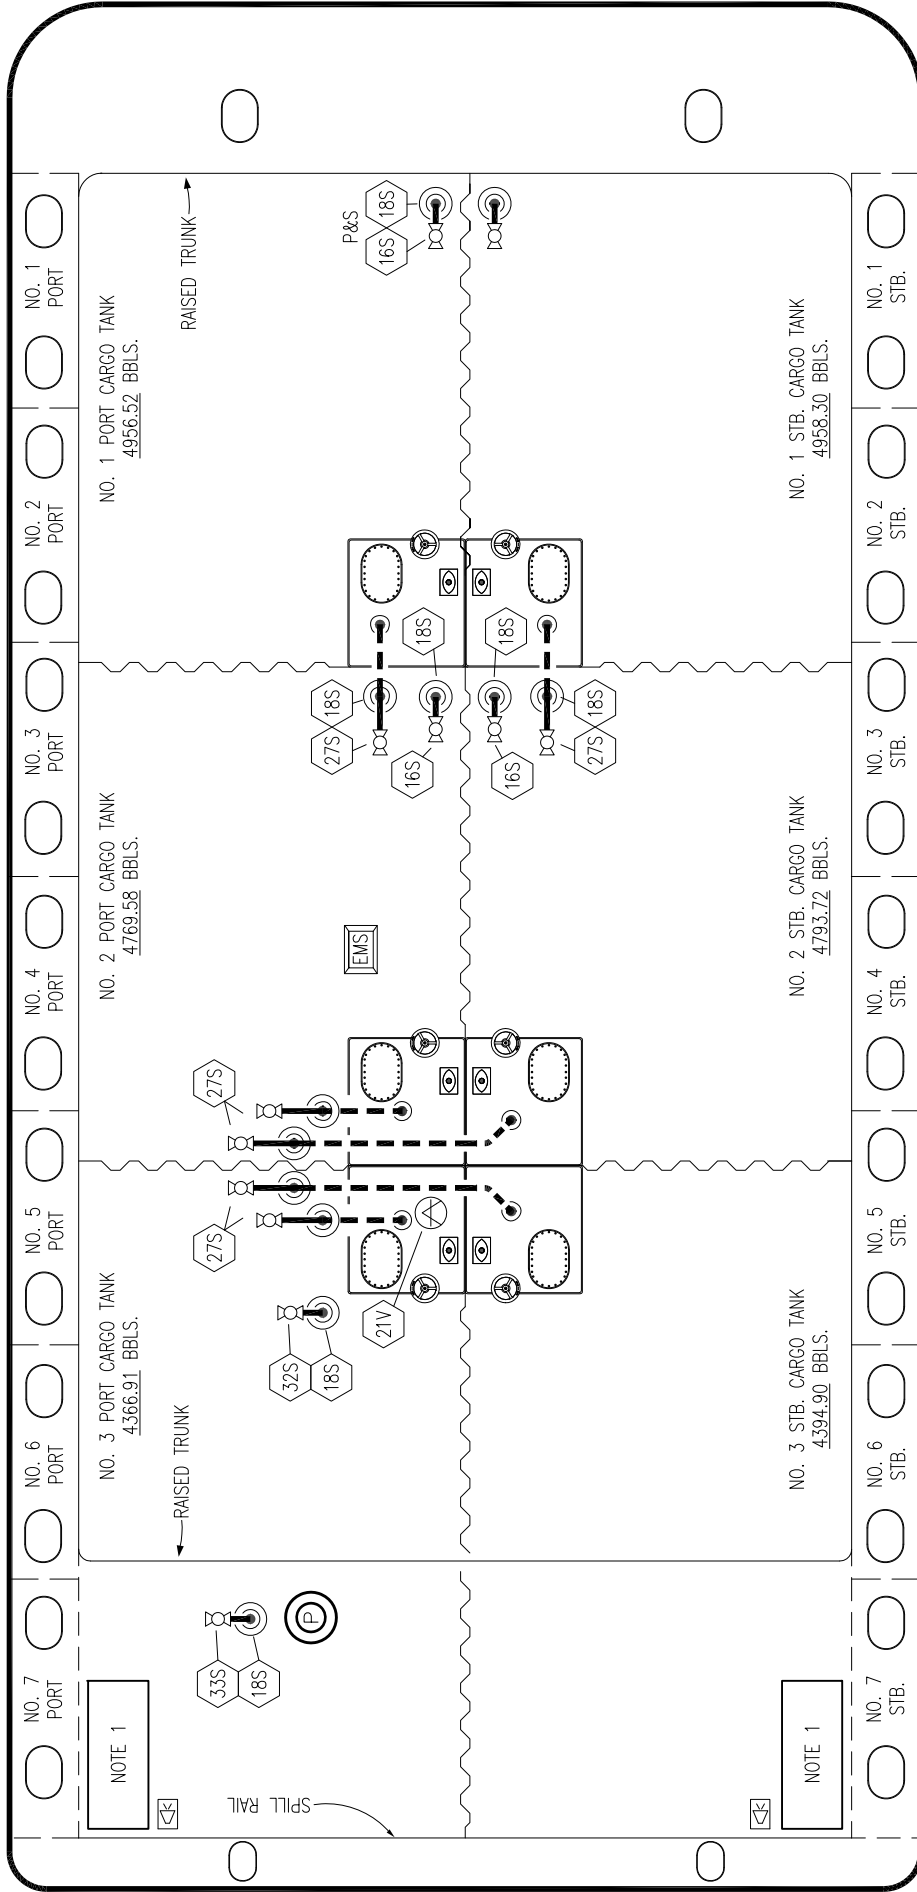 NO. 7
PORT
NO. 6
PORT
NO. 5
PORT
NO. 4
PORT
NO. 3
PORT
NO. 2
PORT
NO. 1
PORT
NOTE 1
NO. 3 PORT CARGO TANK
4366.91 BBLS.
NO. 2 PORT CARGO TANK
4769.58 BBLS.
NO. 1 PORT CARGO TANK
4956.52 BBLS.
RAISED TRUNK
RAISED TRUNK
SPILL RAIL
33S
18S
P
32S
18S
27S
27S
21V
EMS
27S
18S
16S
18S
P&S
16S
18S
16S
18S
27S
18S
NO. 3 STB. CARGO TANK
4394.90 BBLS.
NO. 2 STB. CARGO TANK
4793.72 BBLS.
NO. 1 STB. CARGO TANK
4958.30 BBLS.
NOTE 1
NO. 7
STB.
NO. 6
STB.
NO. 5
STB.
NO. 4
STB.
NO. 3
STB.
NO. 2
STB.
NO. 1
STB.